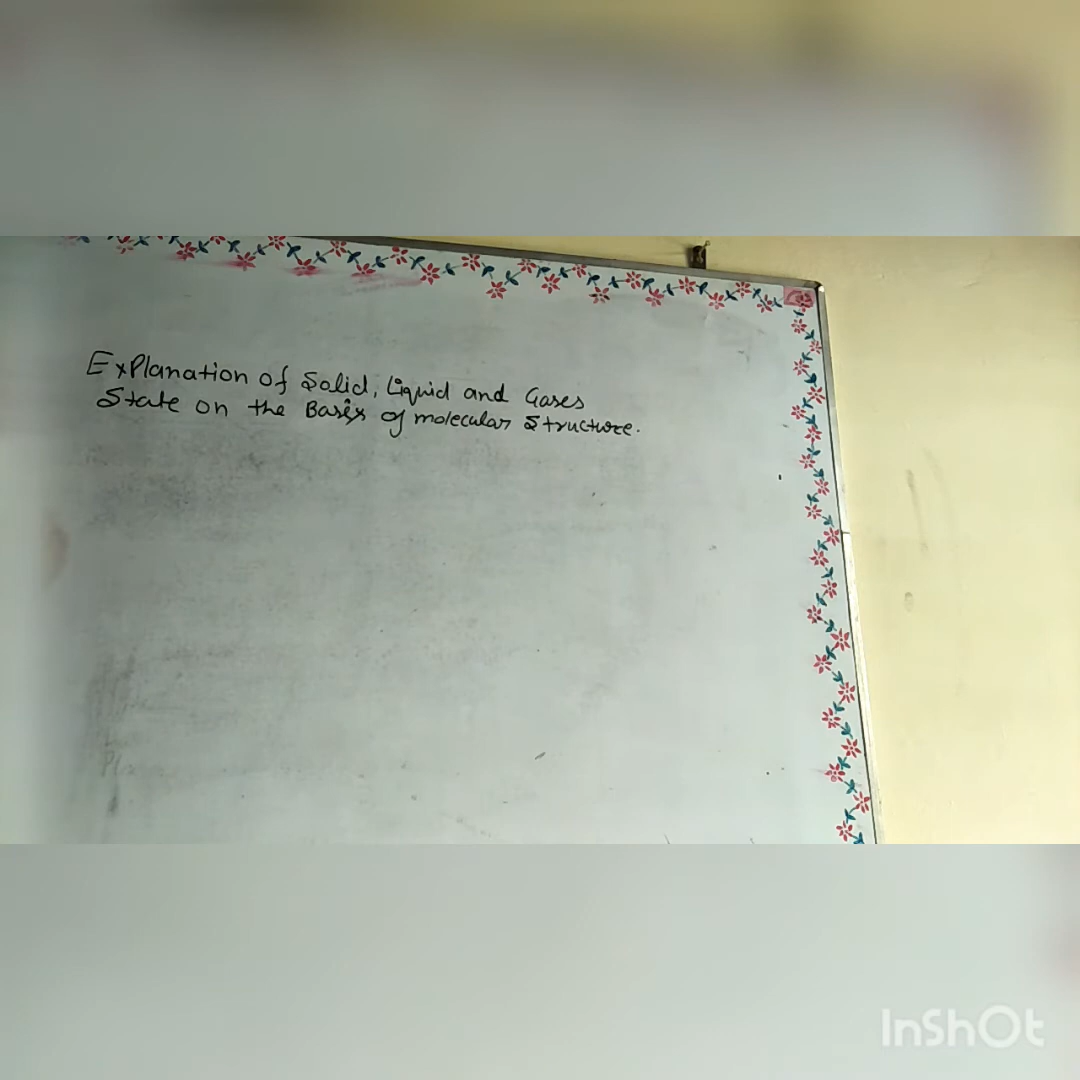 Explanation of Solid, Liquid and Gases
State on the Basis of molecular Structure.
InShOt